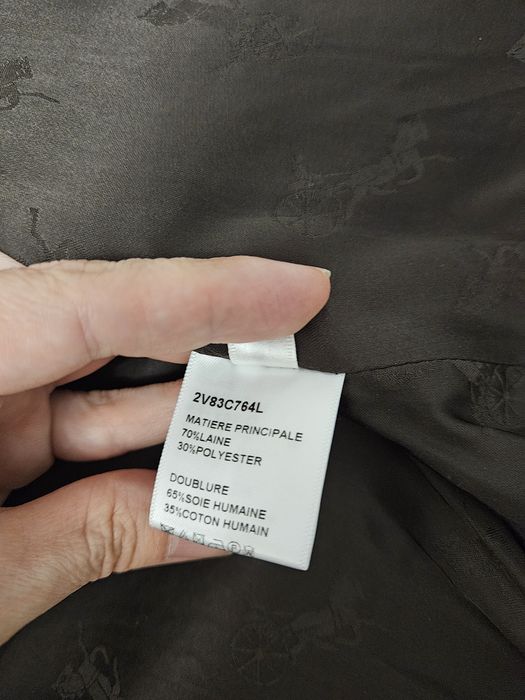 2V83C764L
MATIERE PRINCIPALE
70%LAINE
30%POLYESTER
DOUBLURE
65%SOIE HUMAINE
35%COTON HUMAIN